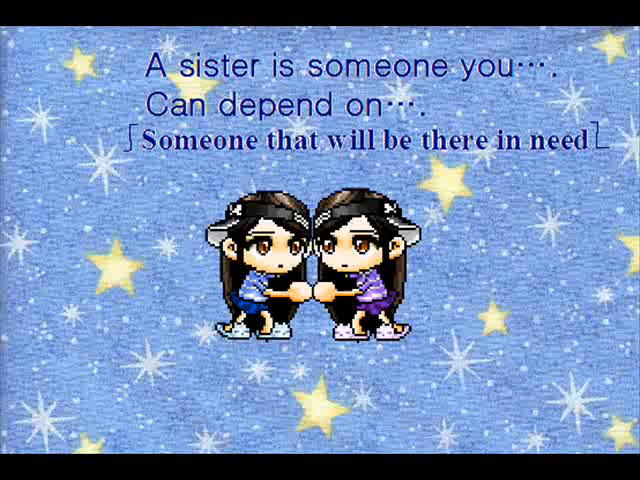 A sister is someone you….
Can depend on….
Someone that will be there in need